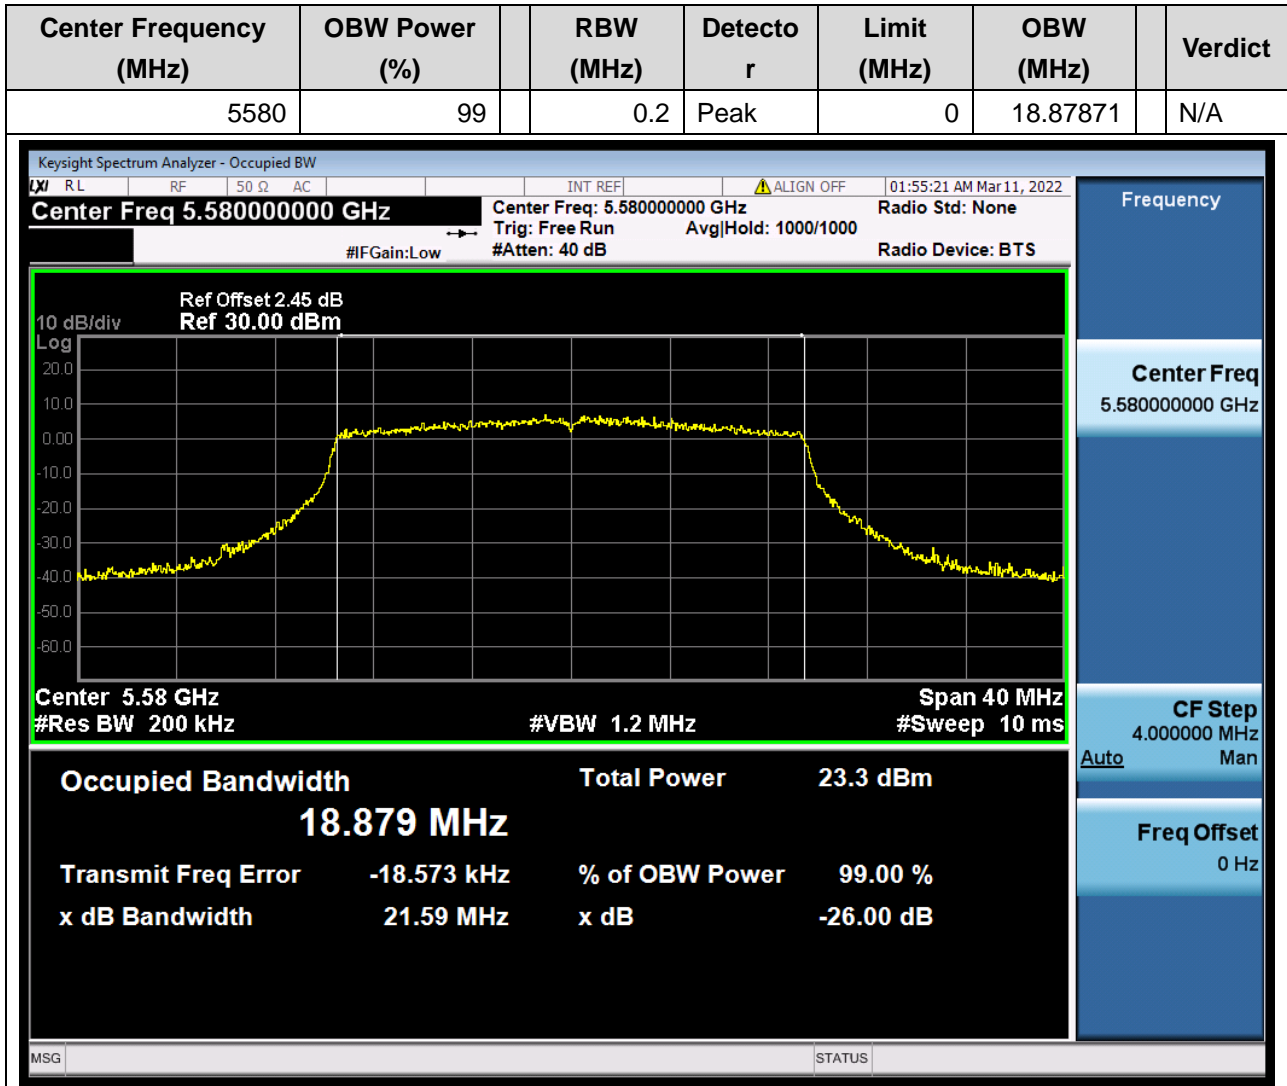 Center Frequency (MHz) OBW Power (%) RBW (MHz) Detecto r Limit (MHz) OBW (MHz) Verdict
5580 99 0.2 Peak 0 18.87871 N/A
Keysight Spectrum Analyzer - Occupied BW
LXI RL RF 50 Ω AC INT REF ALIGN OFF 01:55:21 AM Mar 11, 2022
Center Freq 5.580000000 GHz
Center Freq: 5.580000000 GHz Radio Std: None
Trig: Free Run Avg|Hold: 1000/1000
#IFGain:Low #Atten: 40 dB Radio Device: BTS
Frequency
Ref Offset 2.45 dB
10 dB/div Ref 30.00 dBm
Log
20.0
10.0
0.00
-10.0
-20.0
-30.0
-40.0
-50.0
-60.0
Center 5.58 GHz Span 40 MHz
#Res BW 200 kHz #VBW 1.2 MHz #Sweep 10 ms
Center Freq
5.580000000 GHz
CF Step
4.000000 MHz
Auto Man
Freq Offset
0 Hz
Occupied Bandwidth Total Power 23.3 dBm
18.879 MHz
Transmit Freq Error -18.573 kHz % of OBW Power 99.00 %
x dB Bandwidth 21.59 MHz x dB -26.00 dB
MSG STATUS